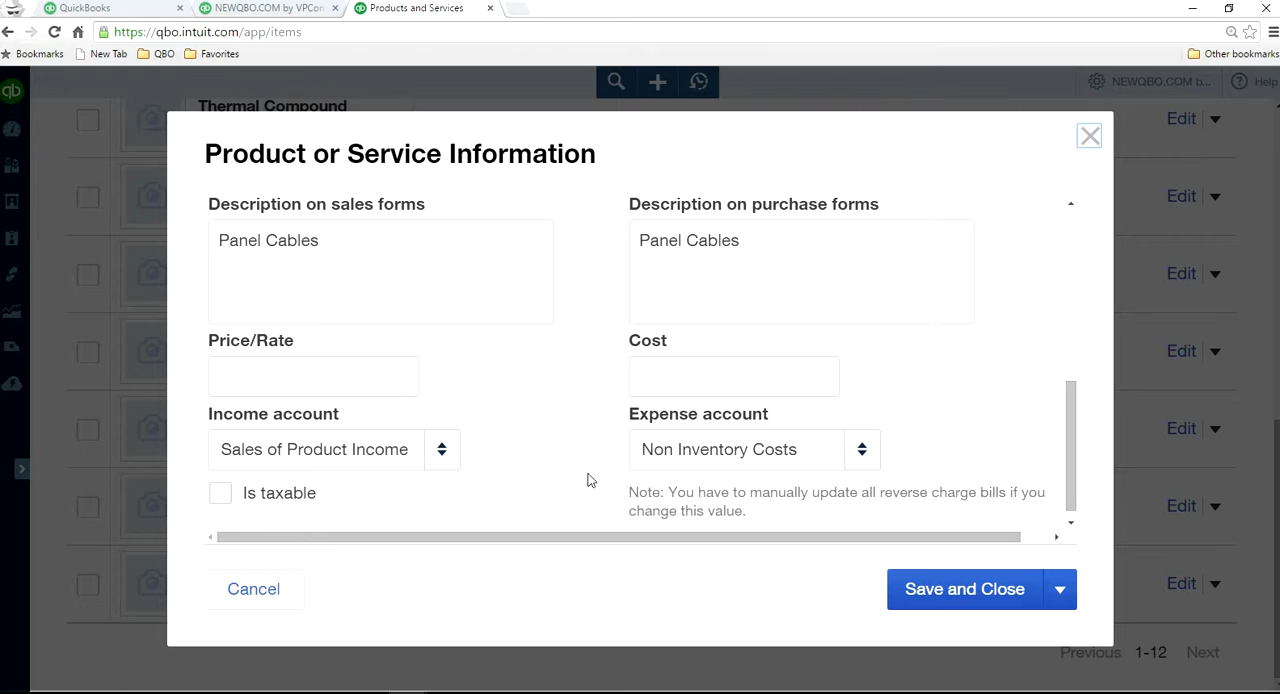 QuickBooks
NEWQBO.COM by VPCon
Products and Services
https://qbo.intuit.com/app/items
Bookmarks
New Tab
QBO
Favorites
Other bookmarks
qb
NEWQBO.COM b...
Help
Thermal Compound
Edit
Product or Service Information
Edit
Description on sales forms
Description on purchase forms
Panel Cables
Panel Cables
Edit
Price/Rate
Cost
Edit
Income account
Expense account
Edit
Sales of Product Income
Non Inventory Costs
Is taxable
Note: You have to manually update all reverse charge bills if you
change this value.
Edit
Cancel
Save and Close
Edit
Previous 1-12 Next